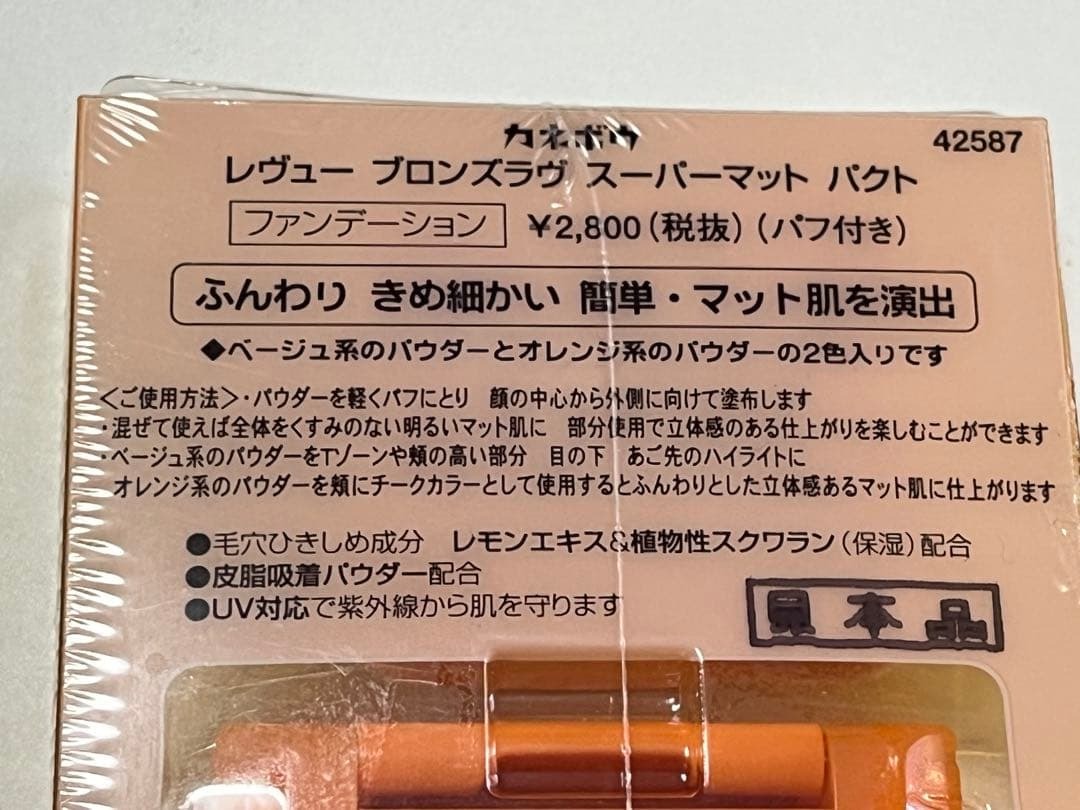 カネボウ
42587
レヴュー ブロンズラヴ スーパーマット パクト
ファンデーション ¥2,800(税抜)(パフ付き)
ふんわり きめ細かい 簡単・マット肌を演出
◆ベージュ系のパウダーとオレンジ系のパウダーの2色入りです
<ご使用方法>・パウダーを軽くパフにとり 顔の中心から外側に向けて塗布します
・混ぜて使えば全体をくすみのない明るいマット肌に 部分使用で立体感のある仕上がりを楽しむことができます
・ベージュ系のパウダーをTゾーンや頬の高い部分 目の下 あご先のハイライトに
オレンジ系のパウダーを頬にチークカラーとして使用するとふんわりとした立体感あるマット肌に仕上がります
●毛穴ひきしめ成分 レモンエキス&植物性スクワラン(保湿)配合
●皮脂吸着パウダー配合
●UV対応で紫外線から肌を守ります
見本品